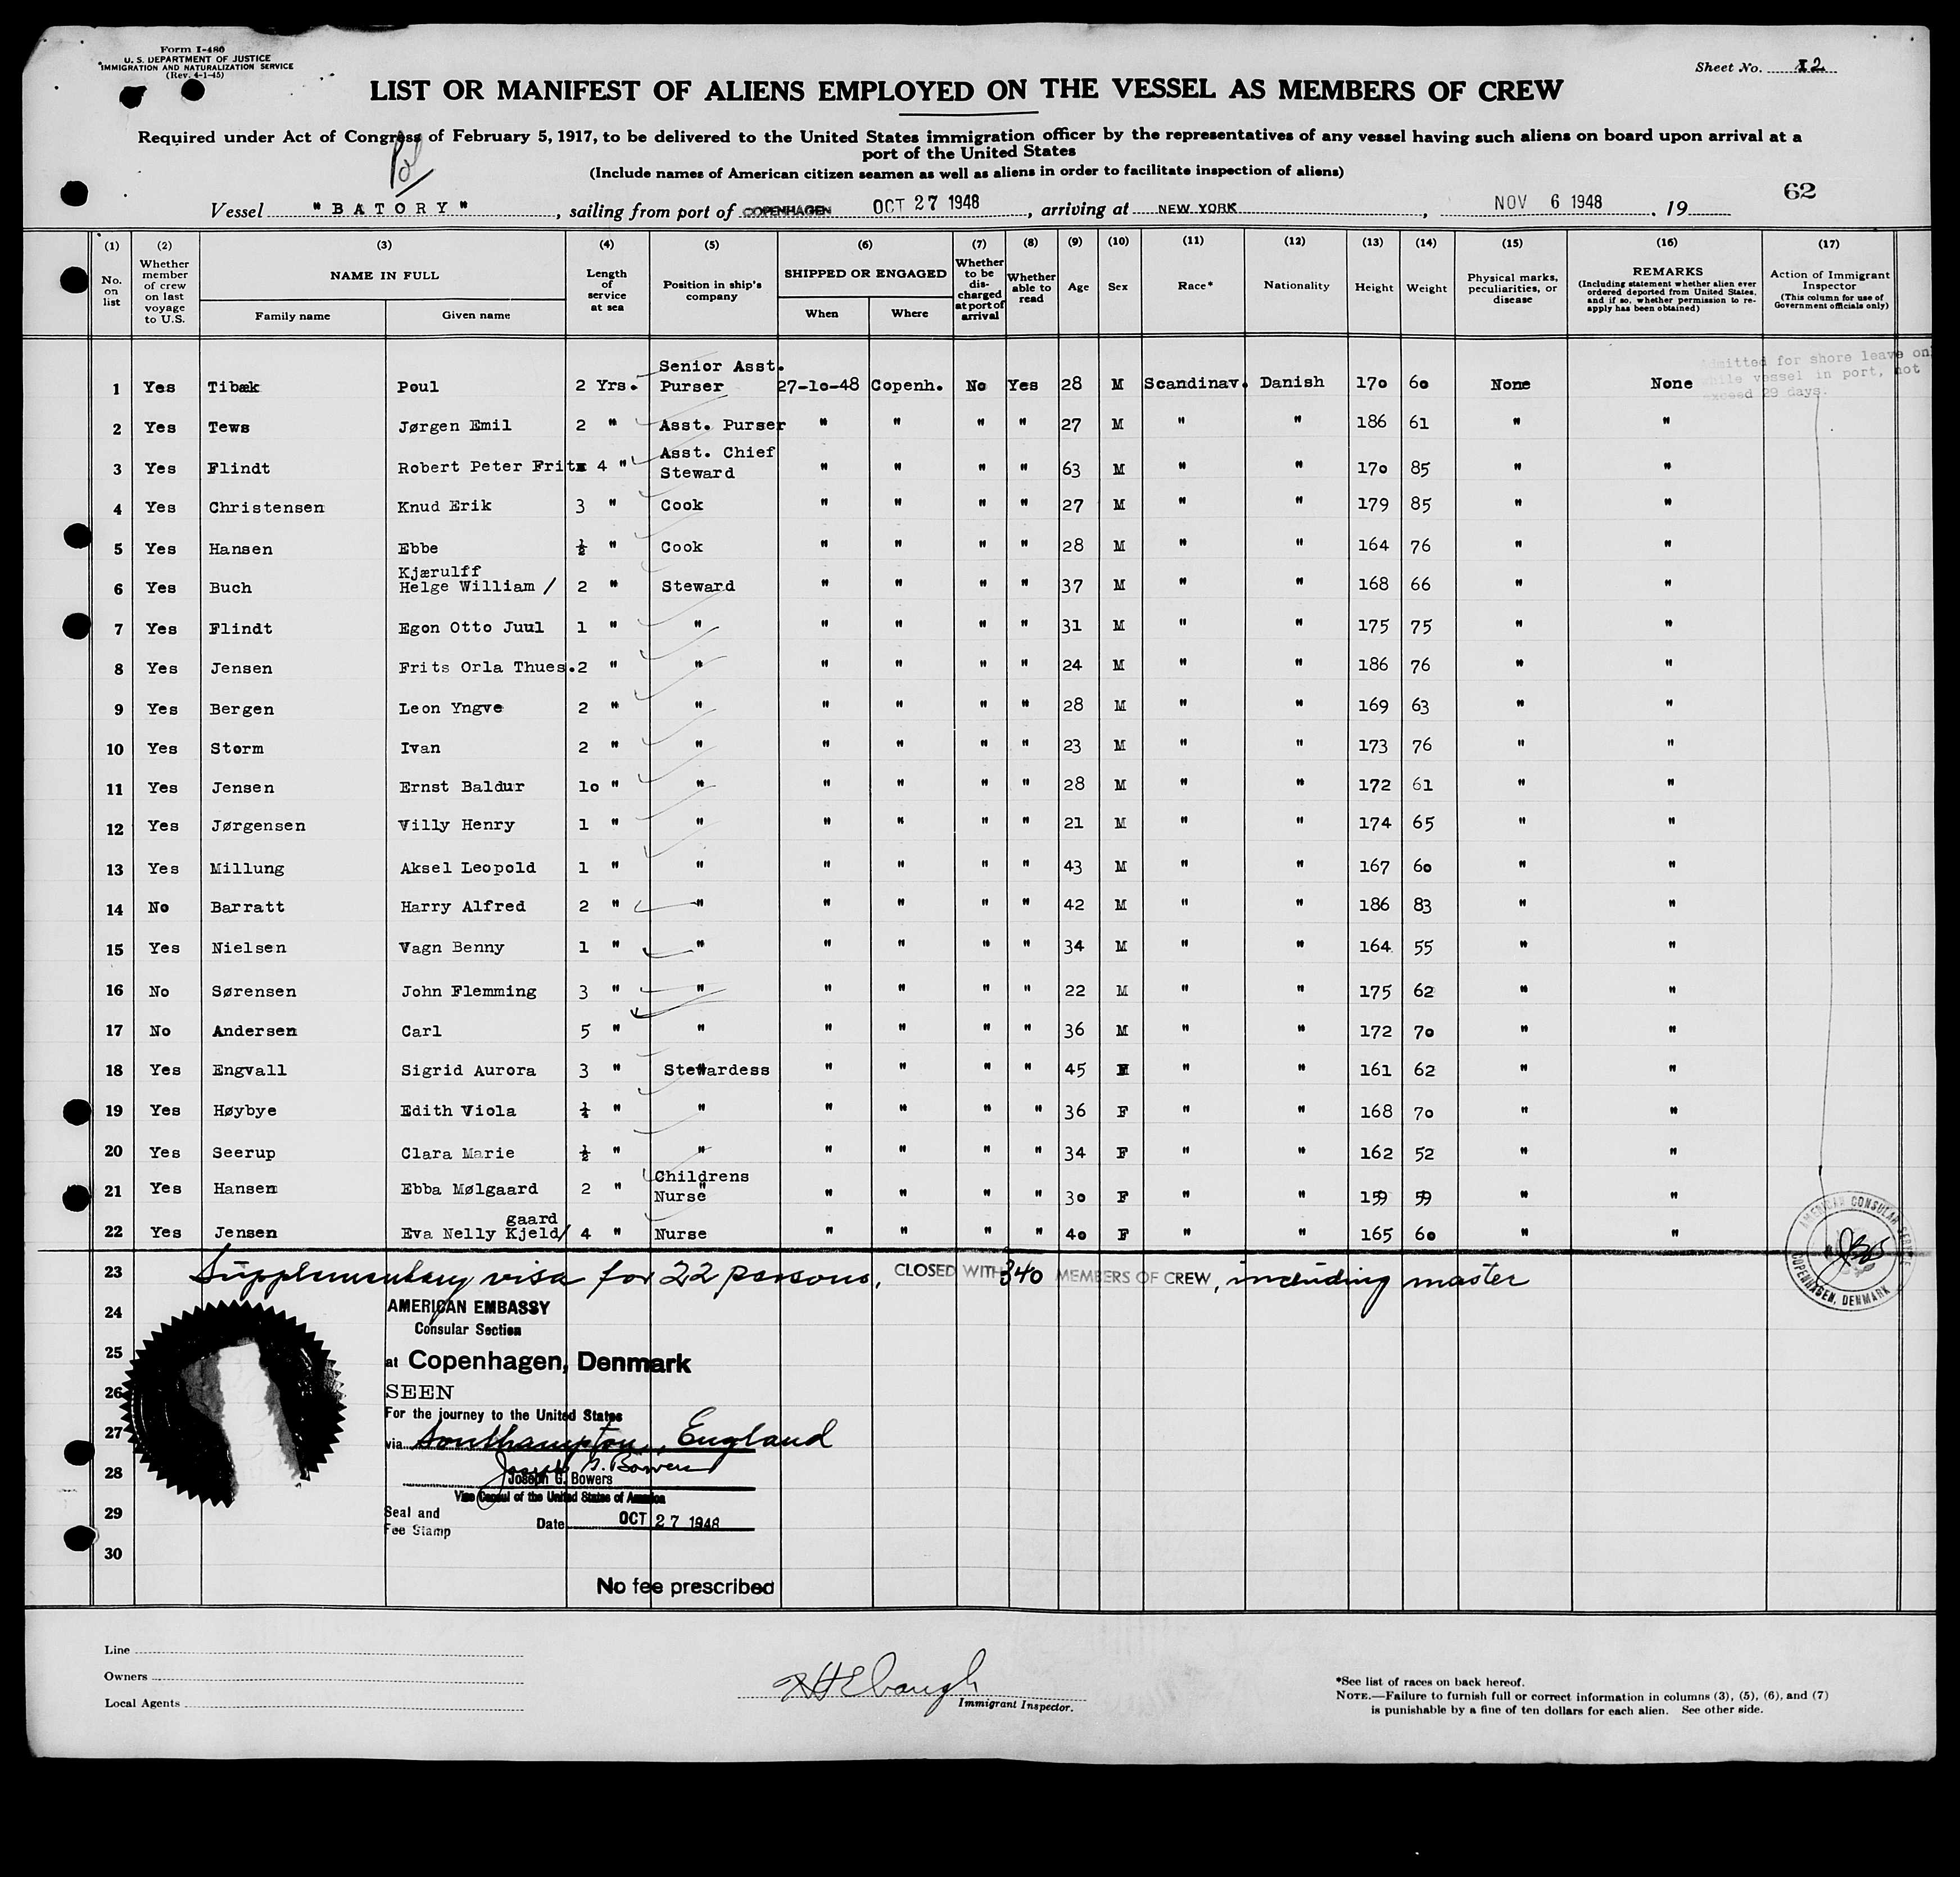 Form I-480
U. S. DEPARTMENT OF JUSTICE
IMMIGRATION AND NATURALIZATION SERVICE
(Rev. 4-1-45)
Sheet No. 12
LIST OR MANIFEST OF ALIENS EMPLOYED ON THE VESSEL AS MEMBERS OF CREW
Required under Act of Congress of February 5, 1917, to be delivered to the United States immigration officer by the representatives of any vessel having such aliens on board upon arrival at a
port of the United States
Pol
(Include names of American citizen seamen as well as aliens in order to facilitate inspection of aliens)
62
Vessel "BATORY", sailing from port of COPENHAGEN OCT 27 1948, arriving at NEW YORK, NOV 6 1948, 19
(1) (2) (3) (4) (5) (6) (7) (8) (9) (10) (11) (12) (13) (14) (15) (16) (17)
No. on list
Whether member of crew on last voyage to U.S.
NAME IN FULL
Family name
Given name
Length of service at sea
Position in ship's company
SHIPPED OR ENGAGED
When
Where
Whether to be discharged at port of arrival
Whether able to read
Age
Sex
Race*
Nationality
Height
Weight
Physical marks, peculiarities, or disease
REMARKS
(Including statement whether alien ever ordered deported from United States, and if so, whether permission to reapply has been obtained)
Action of Immigrant Inspector
(This column for use of Government officials only)
Admitted for shore leave on
while vessel in port, not
exceed 29 days.
1 Yes Tibæk Poul 2 Yrs. Senior Asst. Purser 27-10-48 Copenh. No Yes 28 M Scandinav. Danish 170 60 None None
2 Yes Tews Jørgen Emil 2 " Asst. Purser " " " " 27 M " " 186 61 " "
3 Yes Flindt Robert Peter Fritz 4 " Asst. Chief Steward " " " " 63 M " " 170 85 " "
4 Yes Christensen Knud Erik 3 " Cook " " " " 27 M " " 179 85 " "
5 Yes Hansen Ebbe ½ " Cook " " " " 28 M " " 164 76 " "
6 Yes Buch Kjærulff Helge William / 2 " Steward " " " " 37 M " " 168 66 " "
7 Yes Flindt Egon Otto Juul 1 " " " " " " 31 M " " 175 75 " "
8 Yes Jensen Frits Orla Thues. 2 " " " " " " 24 M " " 186 76 " "
9 Yes Bergen Leon Yngve 2 " " " " " " 28 M " " 169 63 " "
10 Yes Storm Ivan 2 " " " " " " 23 M " " 173 76 " "
11 Yes Jensen Ernst Baldur 10 " " " " " " 28 M " " 172 61 " "
12 Yes Jørgensen Villy Henry 1 " " " " " " 21 M " " 174 65 " "
13 Yes Millung Aksel Leopold 1 " " " " " " 43 M " " 167 60 " "
14 No Barratt Harry Alfred 2 " " " " " " 42 M " " 186 83 " "
15 Yes Nielsen Vagn Benny 1 " " " " " " 34 M " " 164 55 " "
16 No Sørensen John Flemming 3 " " " " " " 22 M " " 175 62 " "
17 No Andersen Carl 5 " " " " " " 36 M " " 172 70 " "
18 Yes Engvall Sigrid Aurora 3 " Stewardess " " " " 45 F " " 161 62 " "
19 Yes Høybye Edith Viola ¼ " " " " " " 36 F " " 168 70 " "
20 Yes Seerup Clara Marie ½ " " " " " " 34 F " " 162 52 " "
21 Yes Hansen Ebba Mølgaard 2 " Childrens Nurse " " " " 30 F " " 159 59 " "
22 Yes Jensen Eva Nelly Kjeld/gaard 4 " Nurse " " " " 40 F " " 165 60 " "
23 Supplementary visa for 22 persons, CLOSED WITH 340 MEMBERS OF CREW, including master
AMERICAN CONSULAR SERVICE
COPENHAGEN, DENMARK
24
25
26
27
28
29
30
AMERICAN EMBASSY
Consular Section
at Copenhagen, Denmark
SEEN
For the journey to the United States
via Southampton, England
Joseph G. Bowers
Joseph G. Bowers
Vice Consul of the United States of America
Seal and
Fee Stamp
Date OCT 27 1948
No fee prescribed
Line
Owners
Local Agents
Immigrant Inspector.
*See list of races on back hereof.
NOTE.—Failure to furnish full or correct information in columns (3), (5), (6), and (7)
is punishable by a fine of ten dollars for each alien. See other side.